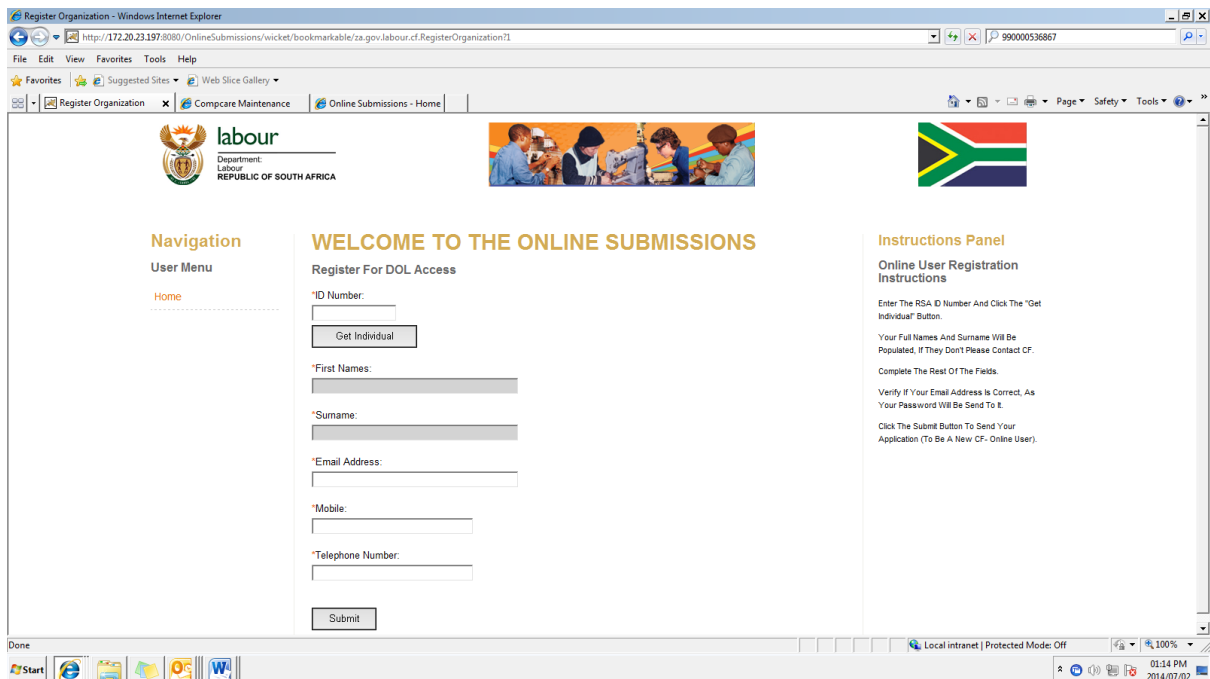 Register Organization - Windows Internet Explorer
http://172.20.23.197:8080/OnlineSubmissions/wicket/bookmarkable/za.gov.labour.cf.RegisterOrganization?1
990000536867
File Edit View Favorites Tools Help
Favorites Suggested Sites Web Slice Gallery
Register Organization Compcare Maintenance Online Submissions - Home Page Safety Tools
labour
Department:
Labour
REPUBLIC OF SOUTH AFRICA
Navigation
User Menu
Home
WELCOME TO THE ONLINE SUBMISSIONS
Register For DOL Access
*ID Number:
Get Individual
*First Names:
*Surname:
*Email Address:
*Mobile:
*Telephone Number:
Submit
Instructions Panel
Online User Registration
Instructions
Enter The RSA ID Number And Click The "Get
Individual" Button.
Your Full Names And Surname Will Be
Populated, If They Don't Please Contact CF.
Complete The Rest Of The Fields.
Verify If Your Email Address Is Correct, As
Your Password Will Be Send To It.
Click The Submit Button To Send Your
Application (To Be A New CF- Online User).
Done Local intranet | Protected Mode: Off 100%
Start 01:14 PM
2014/07/02